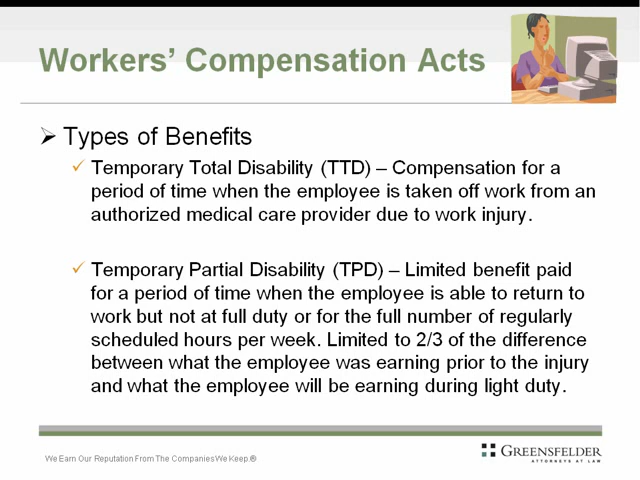 Workers’ Compensation Acts
Types of Benefits
Temporary Total Disability (TTD) – Compensation for a
period of time when the employee is taken off work from an
authorized medical care provider due to work injury.
Temporary Partial Disability (TPD) – Limited benefit paid
for a period of time when the employee is able to return to
work but not at full duty or for the full number of regularly
scheduled hours per week. Limited to 2/3 of the difference
between what the employee was earning prior to the injury
and what the employee will be earning during light duty.
We Earn Our Reputation From The Companies We Keep.®
GREENSFELDER
ATTORNEYS AT LAW